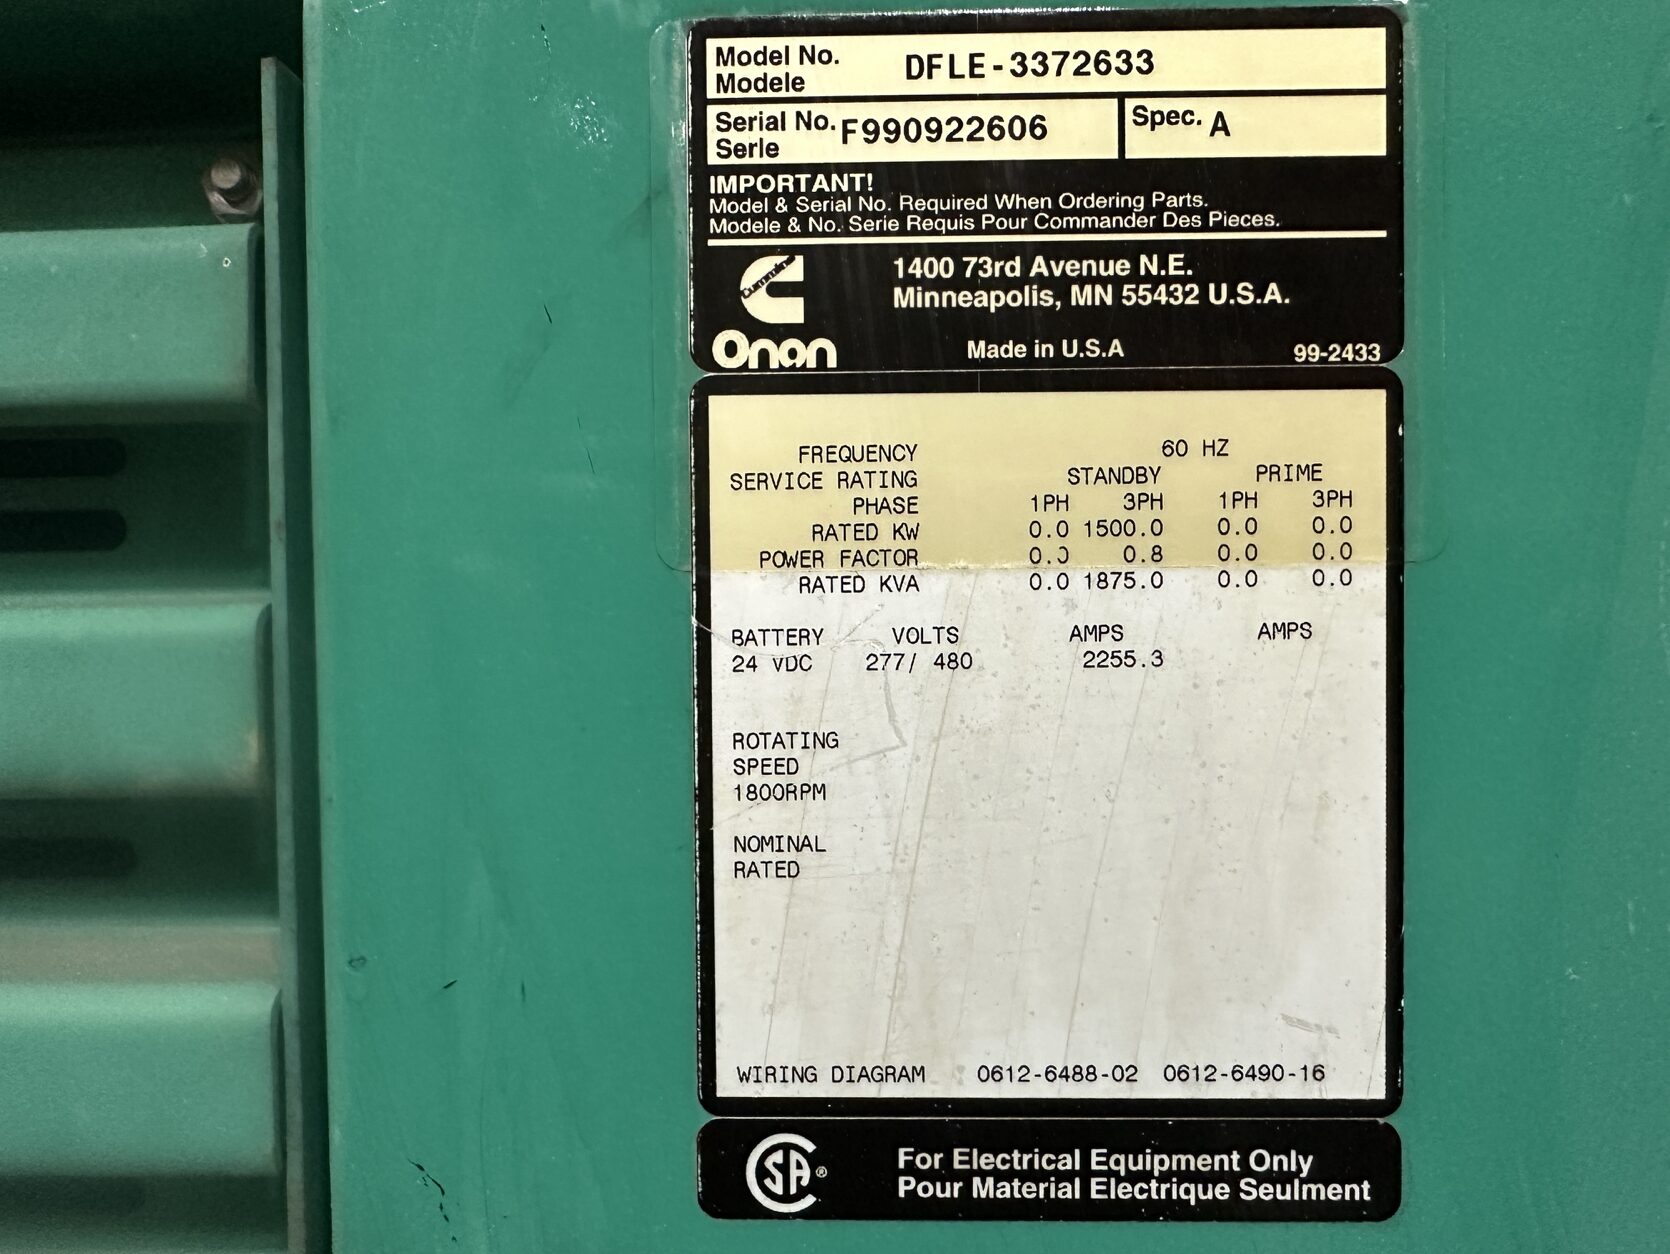 Model No. DFLE-3372633
Modele
Serial No. F990922606 Spec. A
Serie
IMPORTANT!
Model & Serial No. Required When Ordering Parts.
Modele & No. Serie Requis Pour Commander Des Pieces.
Cummins
Onan
1400 73rd Avenue N.E.
Minneapolis, MN 55432 U.S.A.
Made in U.S.A 99-2433
FREQUENCY 60 HZ
SERVICE RATING STANDBY PRIME
PHASE 1PH 3PH 1PH 3PH
RATED KW 0.0 1500.0 0.0 0.0
POWER FACTOR 0.0 0.8 0.0 0.0
RATED KVA 0.0 1875.0 0.0 0.0
BATTERY VOLTS AMPS AMPS
24 VDC 277/ 480 2255.3
ROTATING
SPEED
1800RPM
NOMINAL
RATED
WIRING DIAGRAM 0612-6488-02 0612-6490-16
CSA ®
For Electrical Equipment Only
Pour Material Electrique Seulment